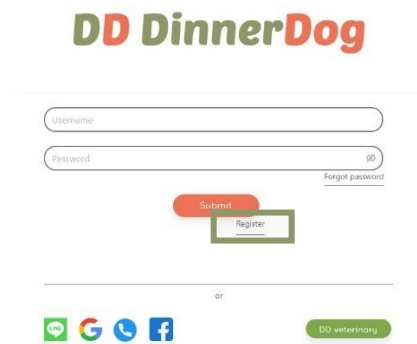 DD DinnerDog
Username
Password
Forgot password
Submit
Register
or
LINE
DD veterinary